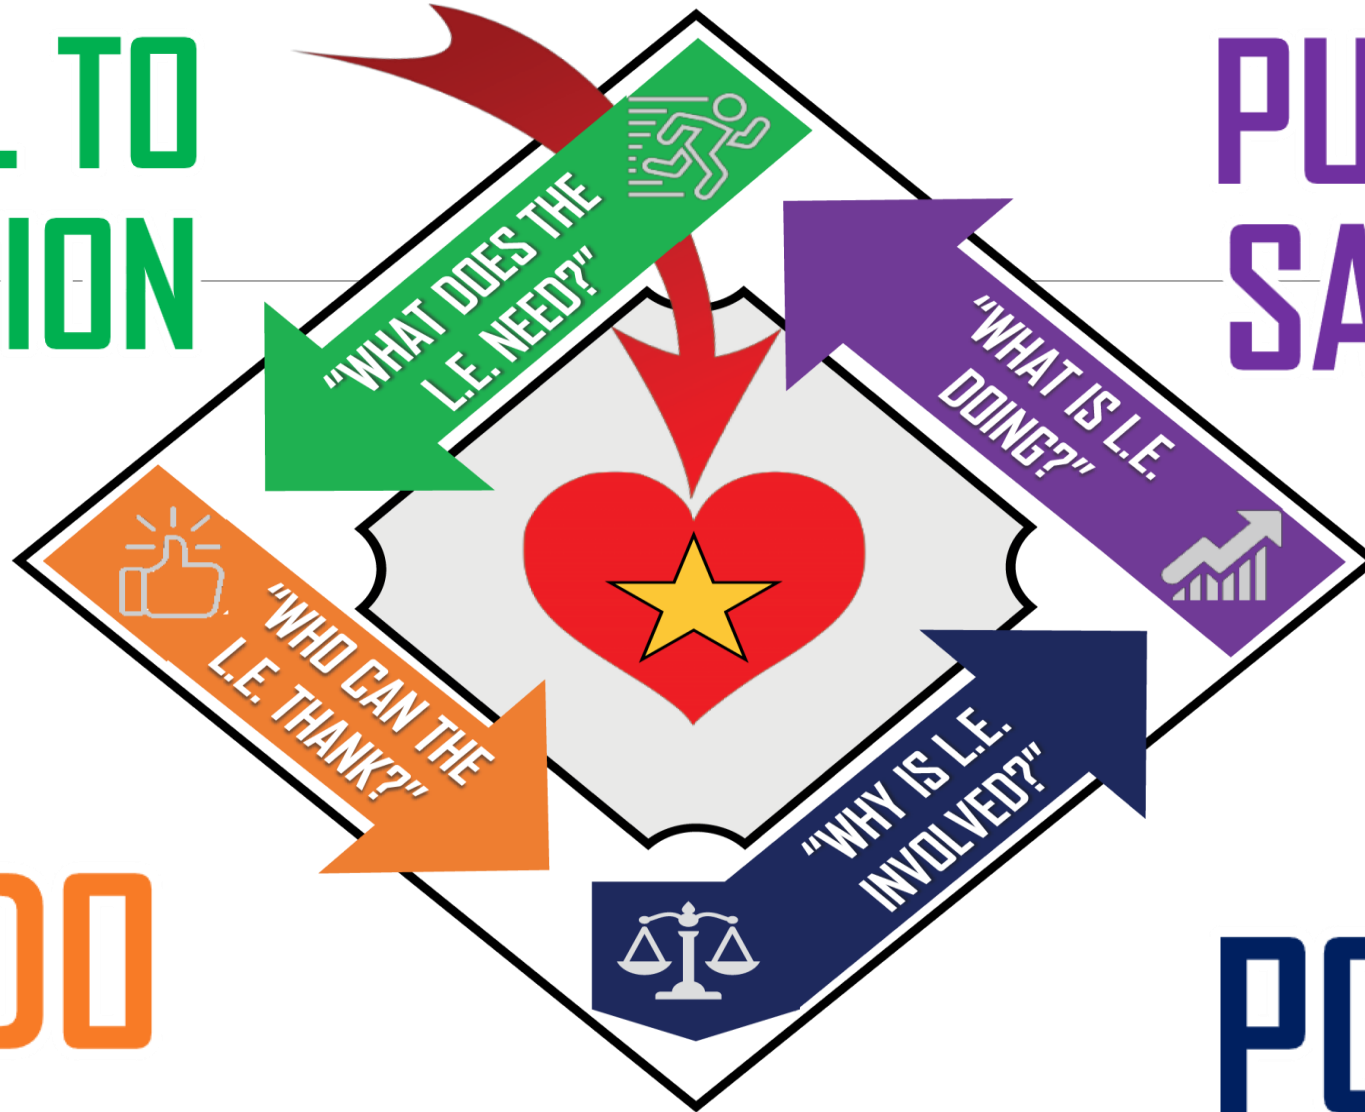 L TO
ION
PU
SA
"WHAT DOES THE
L.E. NEED?"
"WHAT IS L.E.
DOING?"
"WHO CAN THE
L.E. THANK?"
"WHY IS L.E.
INVOLVED?"
OO
PO